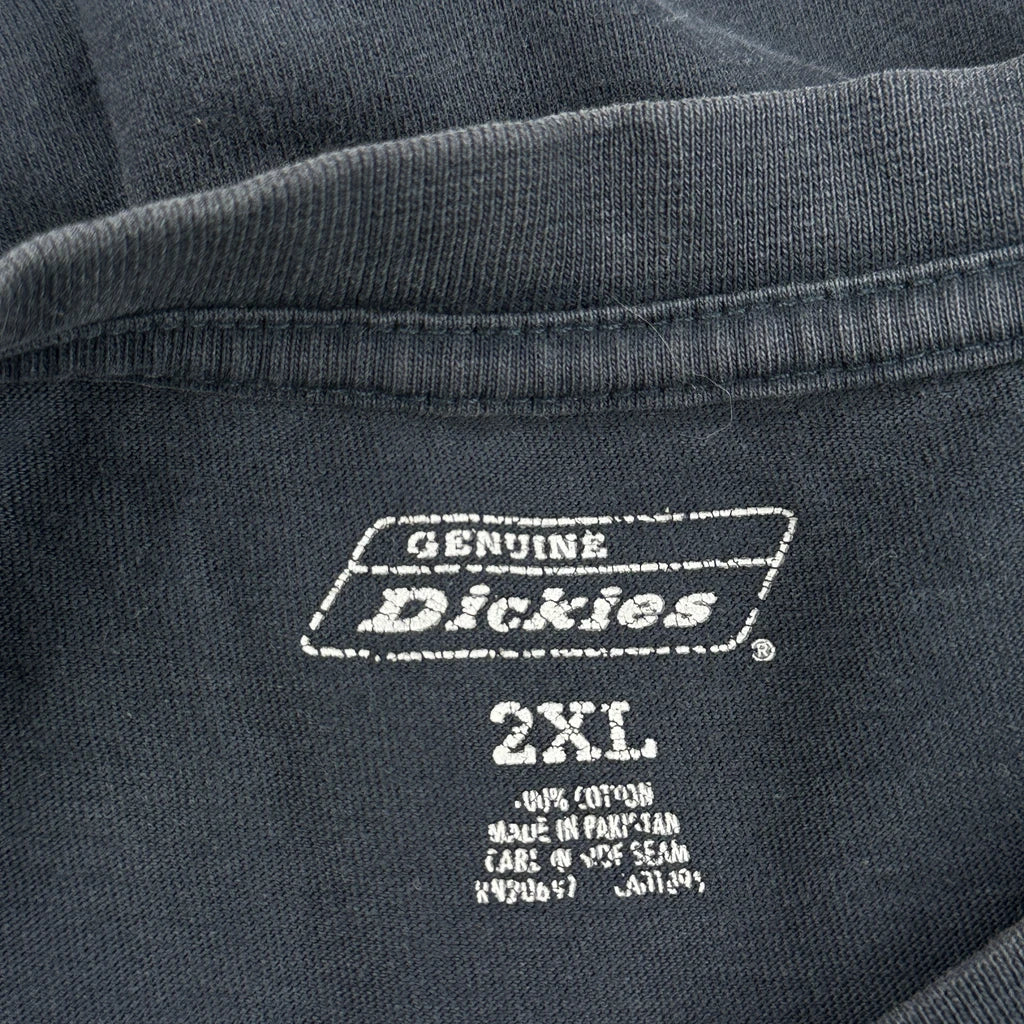 GENUINE
Dickies
®
2XL
100% COTTON
MADE IN PAKISTAN
CARE IN SIDE SEAM